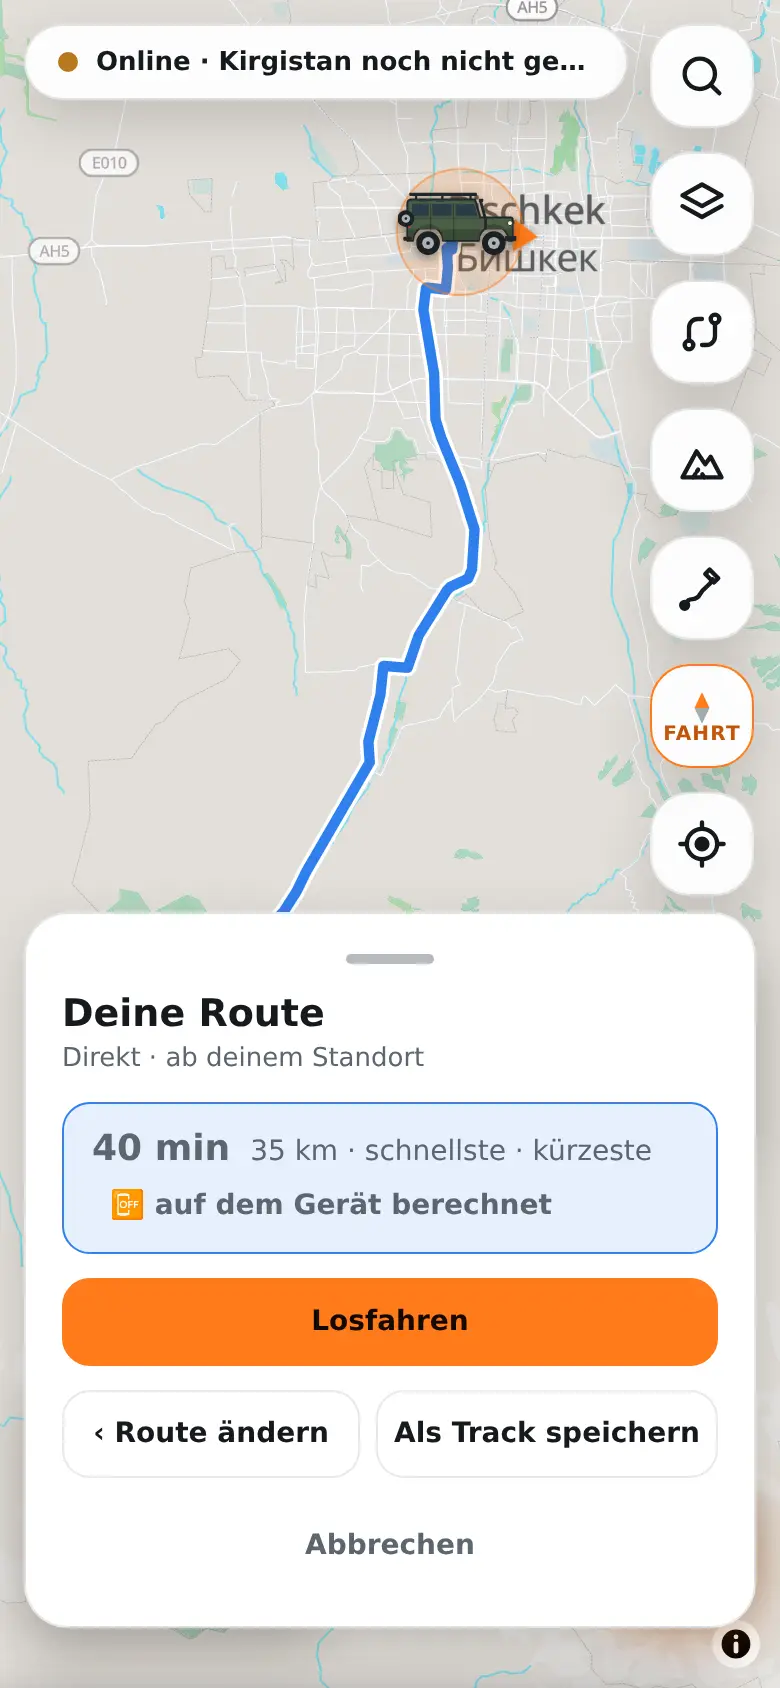 AH5
Online · Kirgistan noch nicht ge...
E010
AH5
schkek
Бишкек
FAHRT
Deine Route
Direkt · ab deinem Standort
40 min 35 km · schnellste · kürzeste
OFF auf dem Gerät berechnet
Losfahren
‹ Route ändern
Als Track speichern
Abbrechen